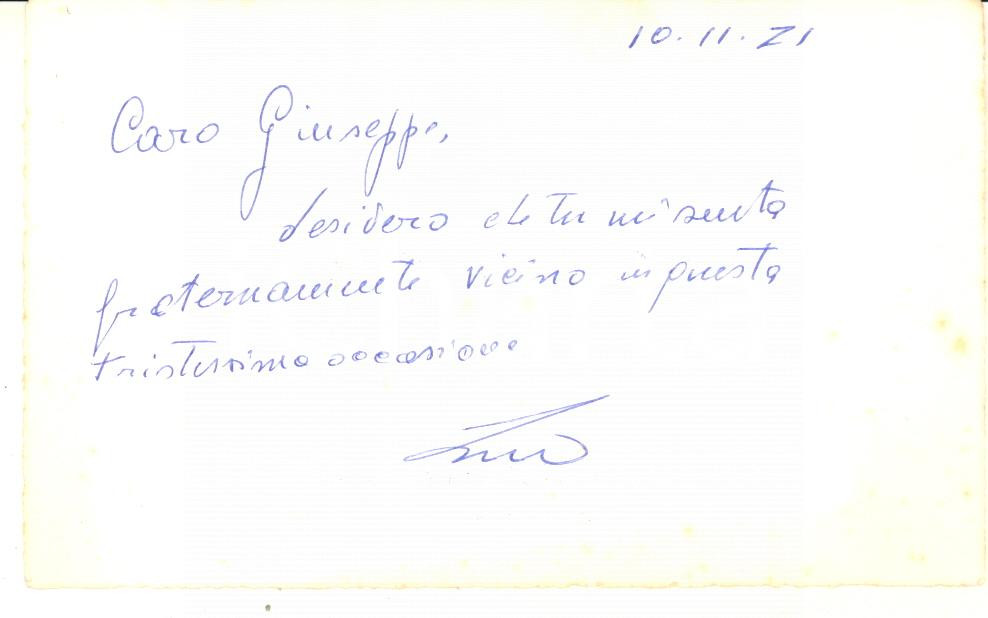 10.11.71
Caro Giuseppe,
desidero che tu mi senta
fraternamente vicino in questa
tristissima occasione